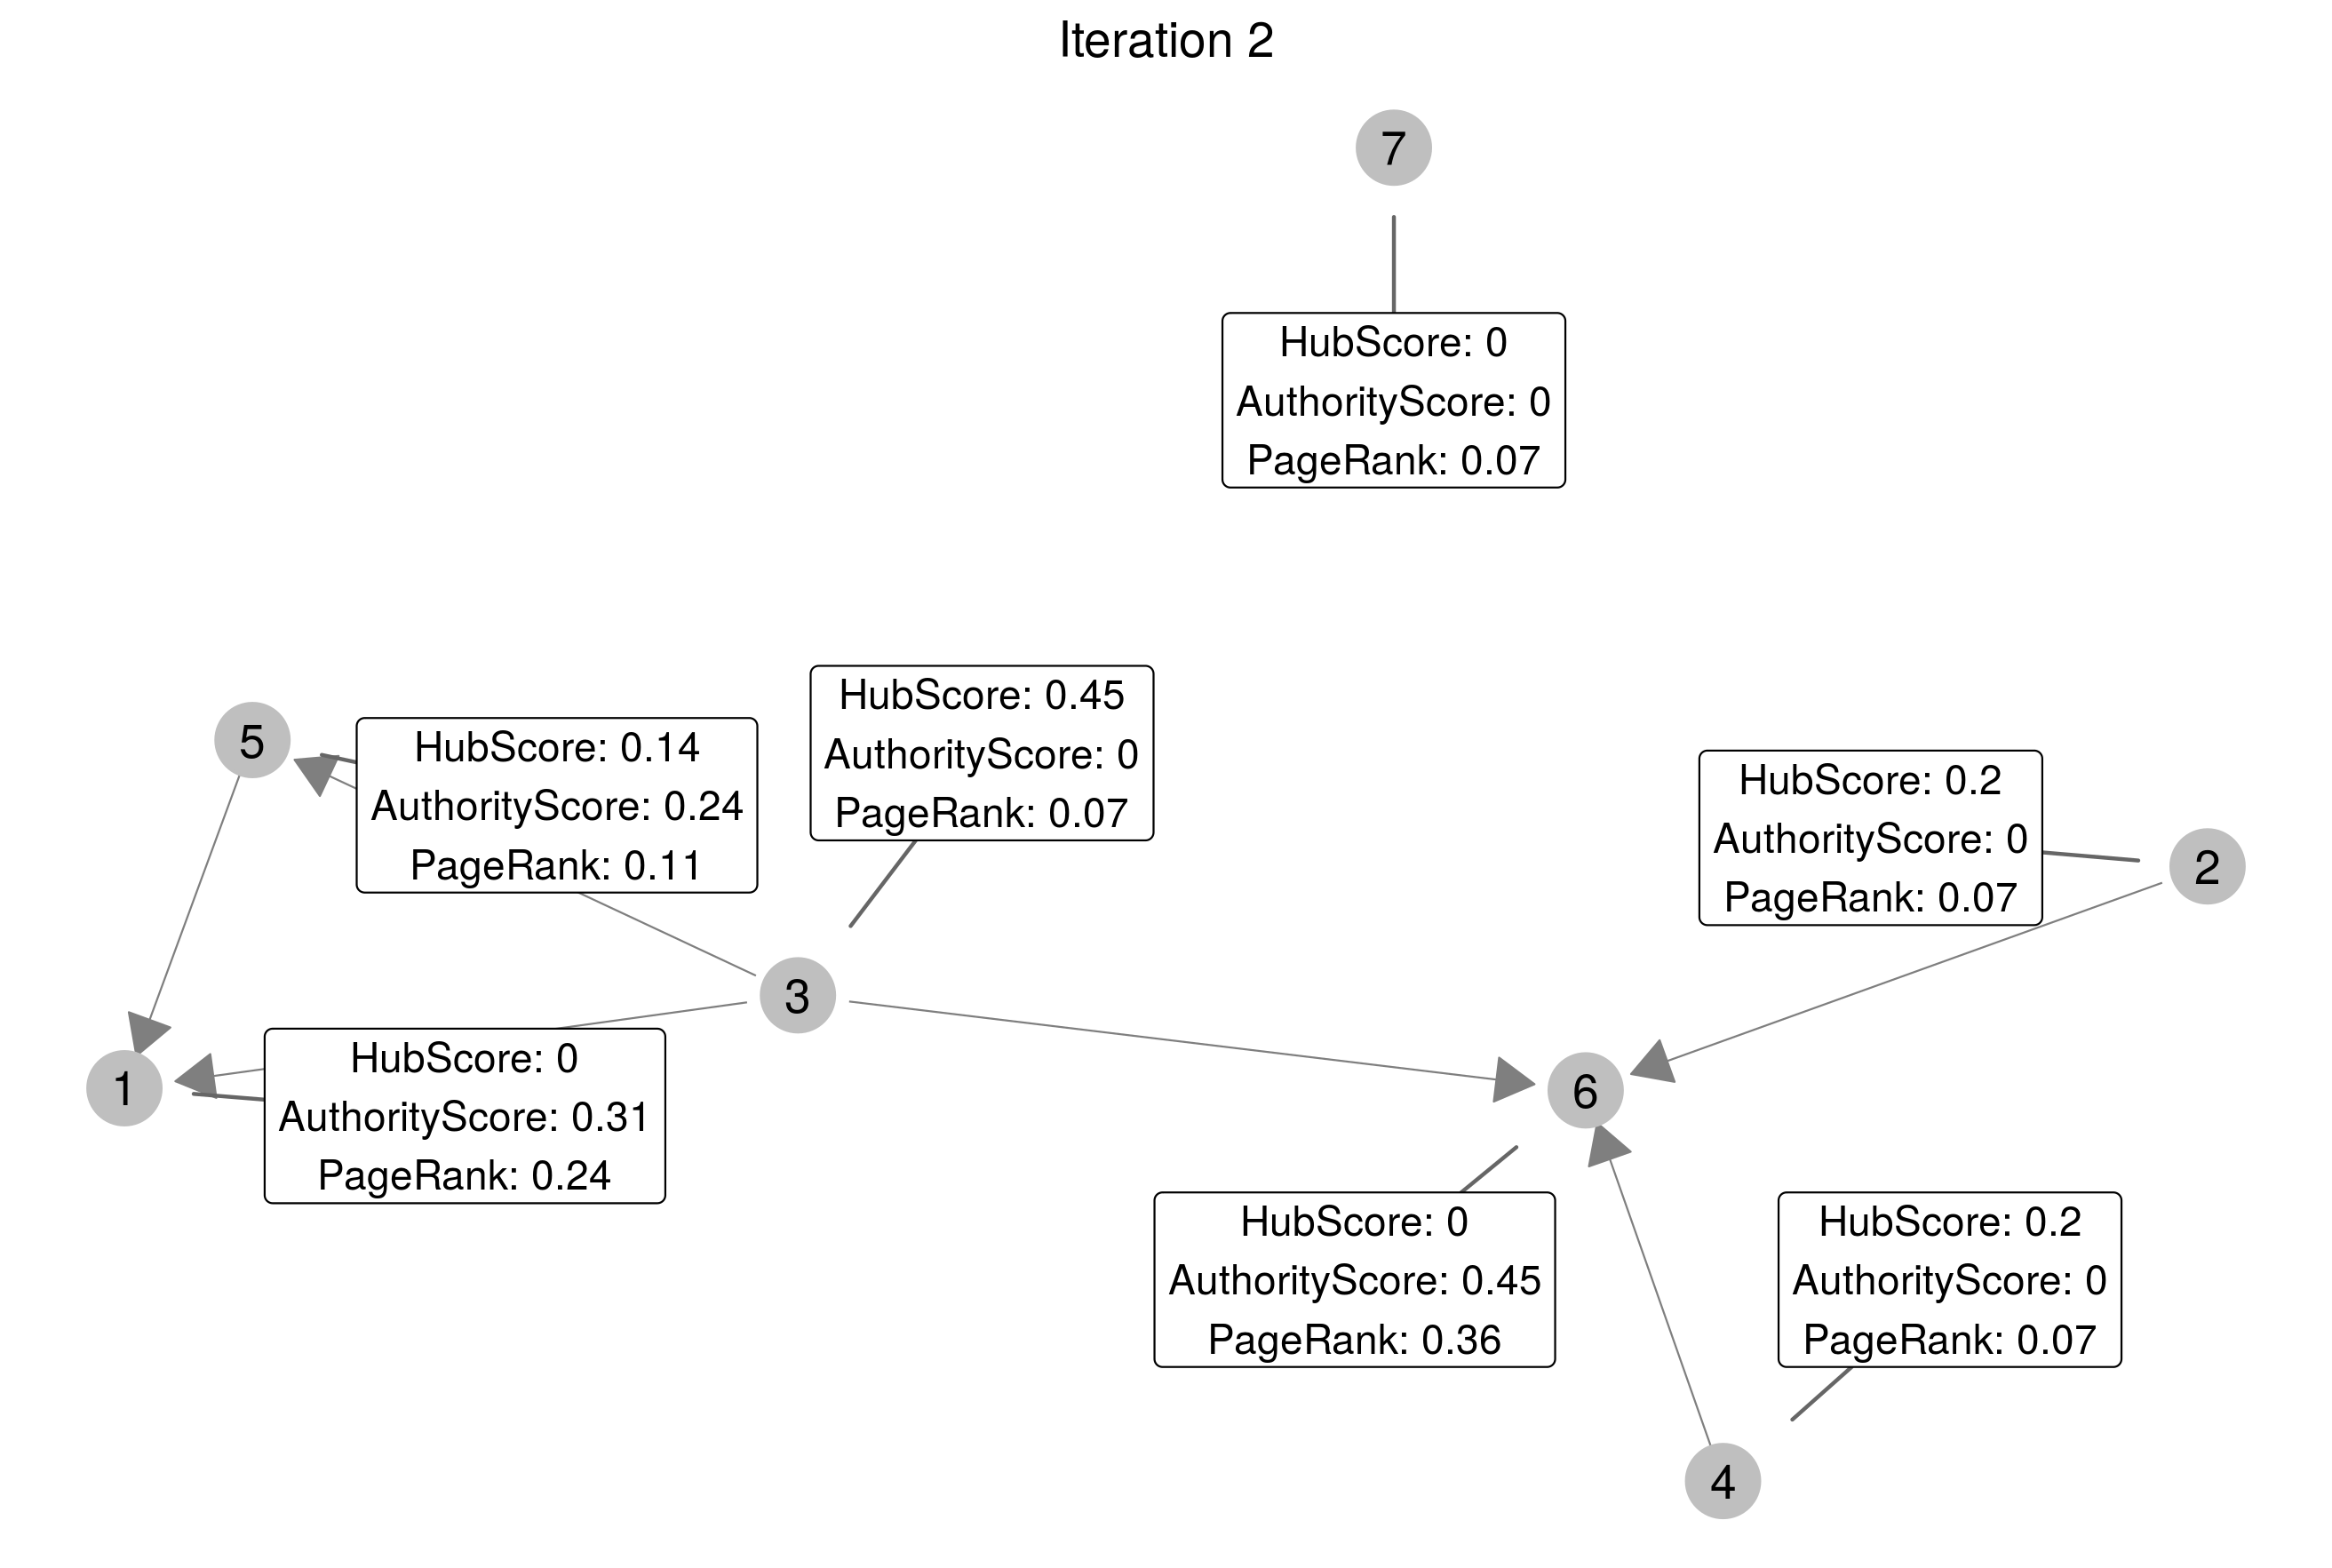 Iteration 2
7
HubScore: 0
AuthorityScore: 0
PageRank: 0.07
5
HubScore: 0.14
AuthorityScore: 0.24
PageRank: 0.11
HubScore: 0.45
AuthorityScore: 0
PageRank: 0.07
HubScore: 0.2
AuthorityScore: 0
PageRank: 0.07
2
3
1
HubScore: 0
AuthorityScore: 0.31
PageRank: 0.24
6
HubScore: 0
AuthorityScore: 0.45
PageRank: 0.36
HubScore: 0.2
AuthorityScore: 0
PageRank: 0.07
4